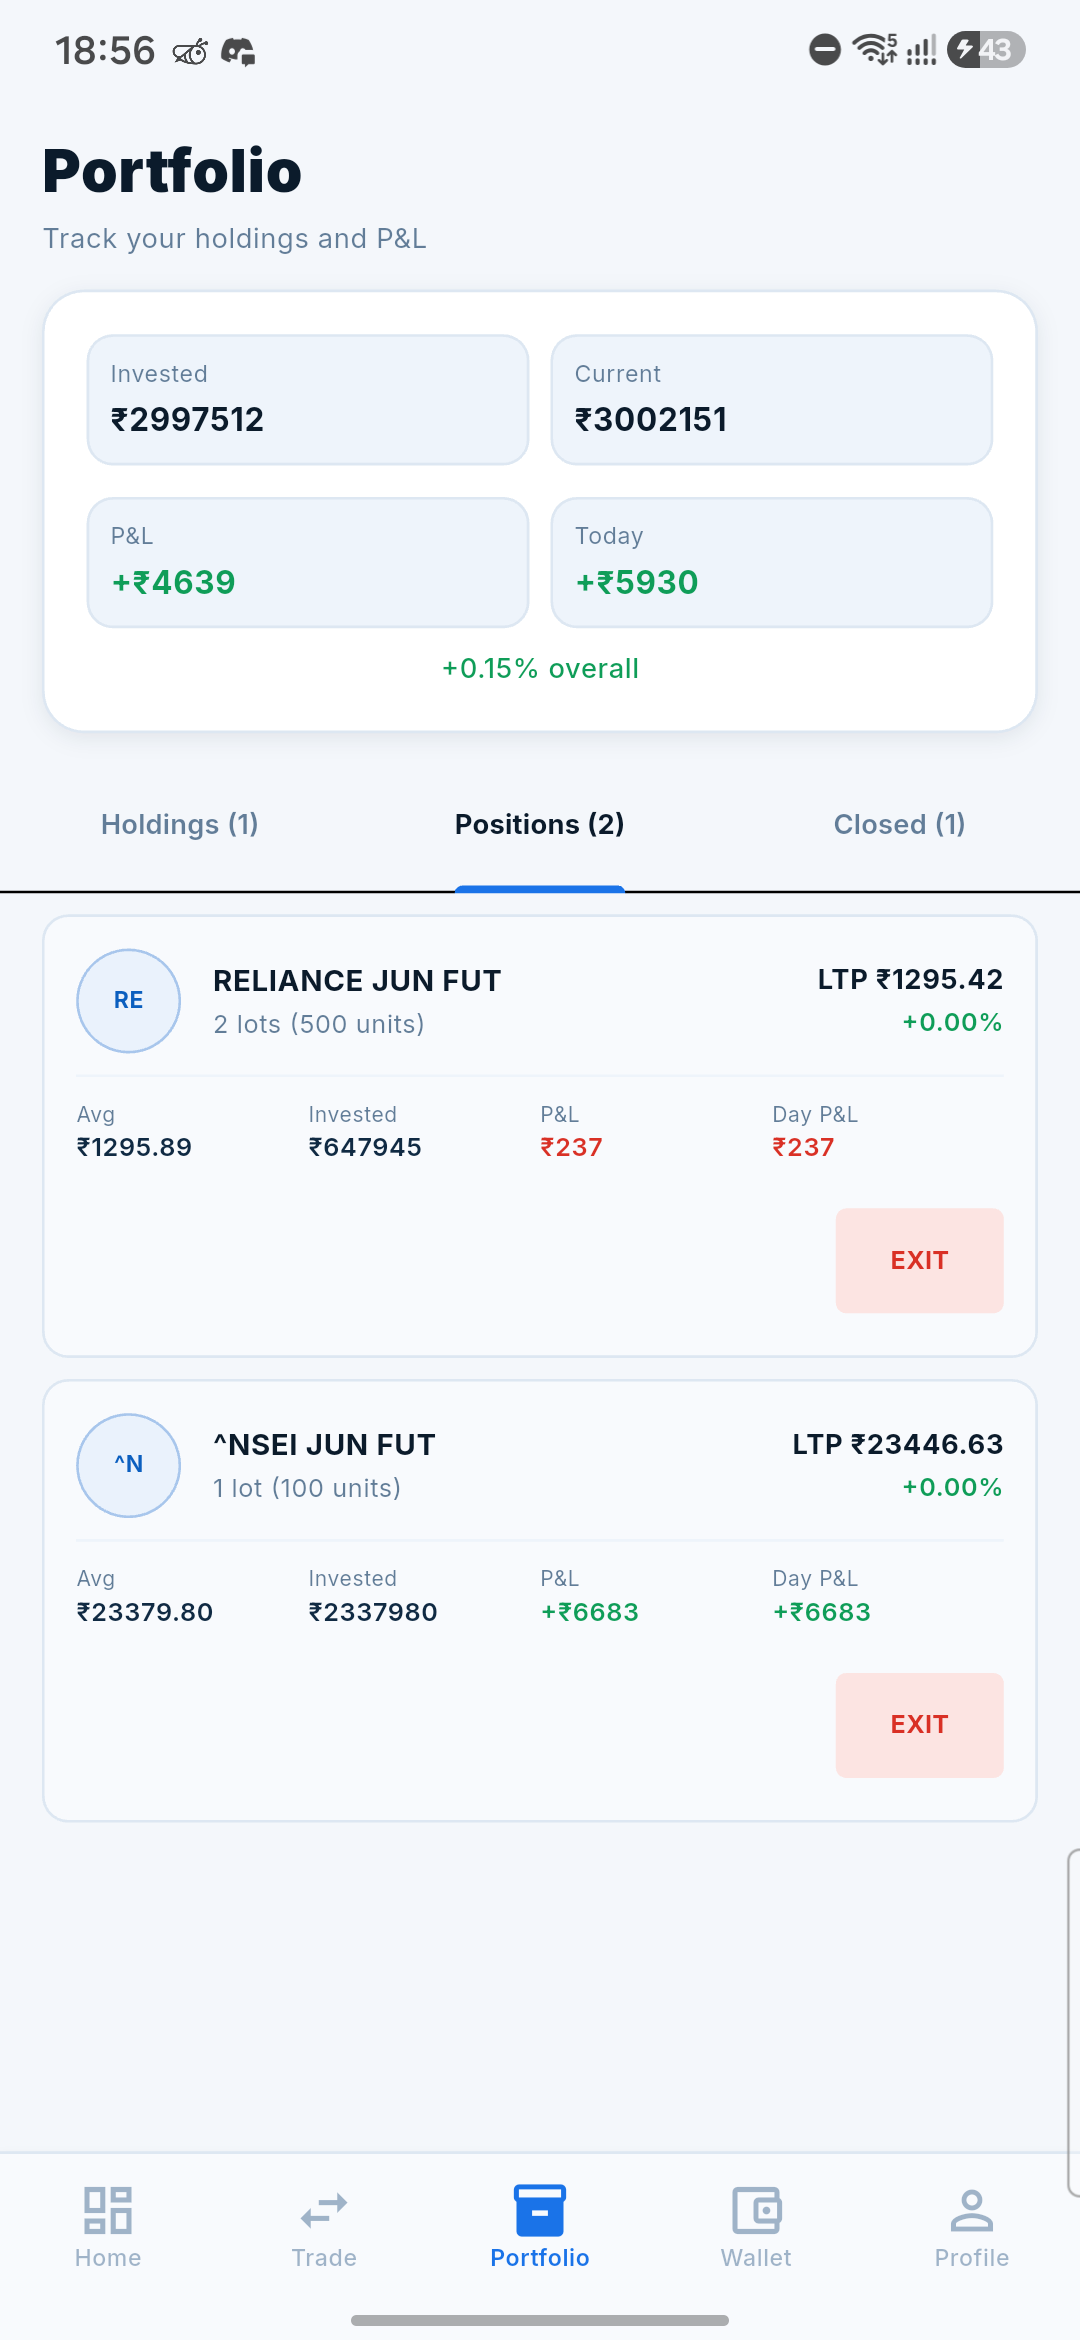 18:56
5
43
Portfolio
Track your holdings and P&L
Invested
₹2997512
Current
₹3002151
P&L
+₹4639
Today
+₹5930
+0.15% overall
Holdings (1)
Positions (2)
Closed (1)
RE
RELIANCE JUN FUT
2 lots (500 units)
LTP ₹1295.42
+0.00%
Avg
₹1295.89
Invested
₹647945
P&L
₹237
Day P&L
₹237
EXIT
^N
^NSEI JUN FUT
1 lot (100 units)
LTP ₹23446.63
+0.00%
Avg
₹23379.80
Invested
₹2337980
P&L
+₹6683
Day P&L
+₹6683
EXIT
Home
Trade
Portfolio
Wallet
Profile